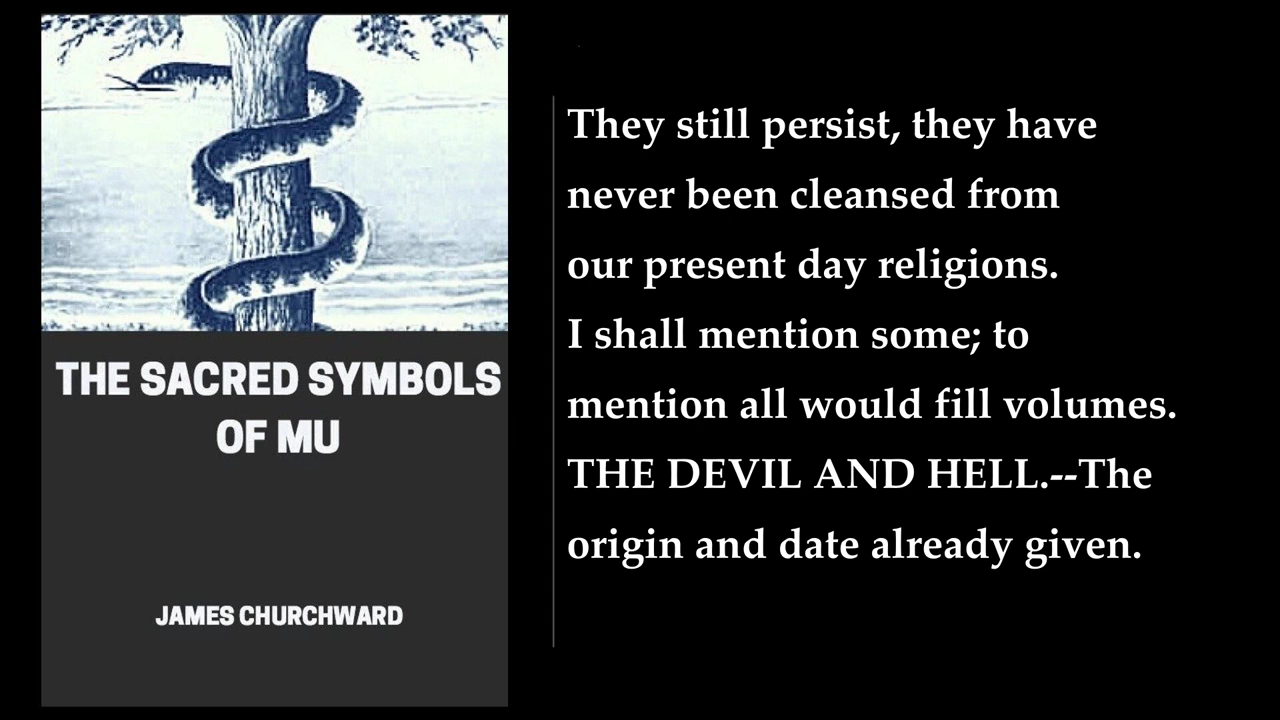 THE SACRED SYMBOLS
OF MU
JAMES CHURCHWARD
They still persist, they have
never been cleansed from
our present day religions.
I shall mention some; to
mention all would fill volumes.
THE DEVIL AND HELL.--The
origin and date already given.